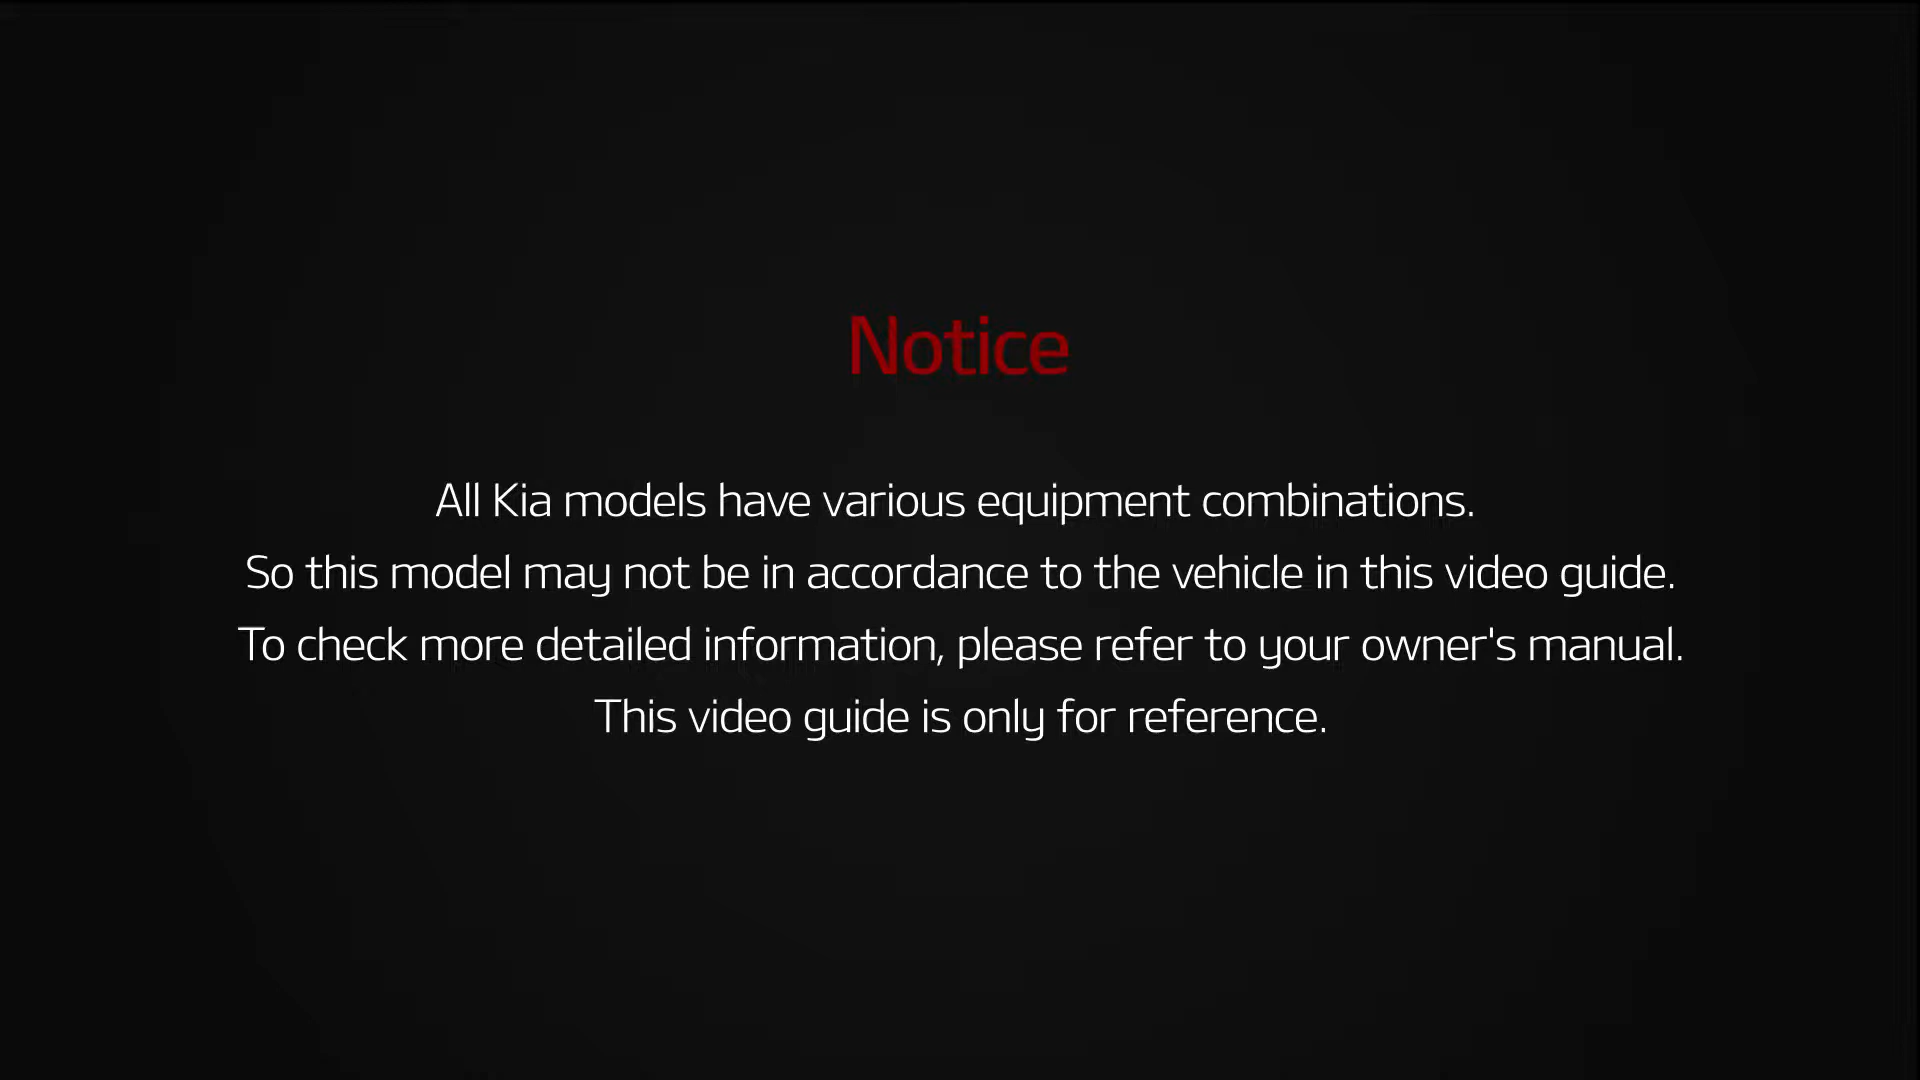 Notice
All Kia models have various equipment combinations.
So this model may not be in accordance to the vehicle in this video guide.
To check more detailed information, please refer to your owner's manual.
This video guide is only for reference.